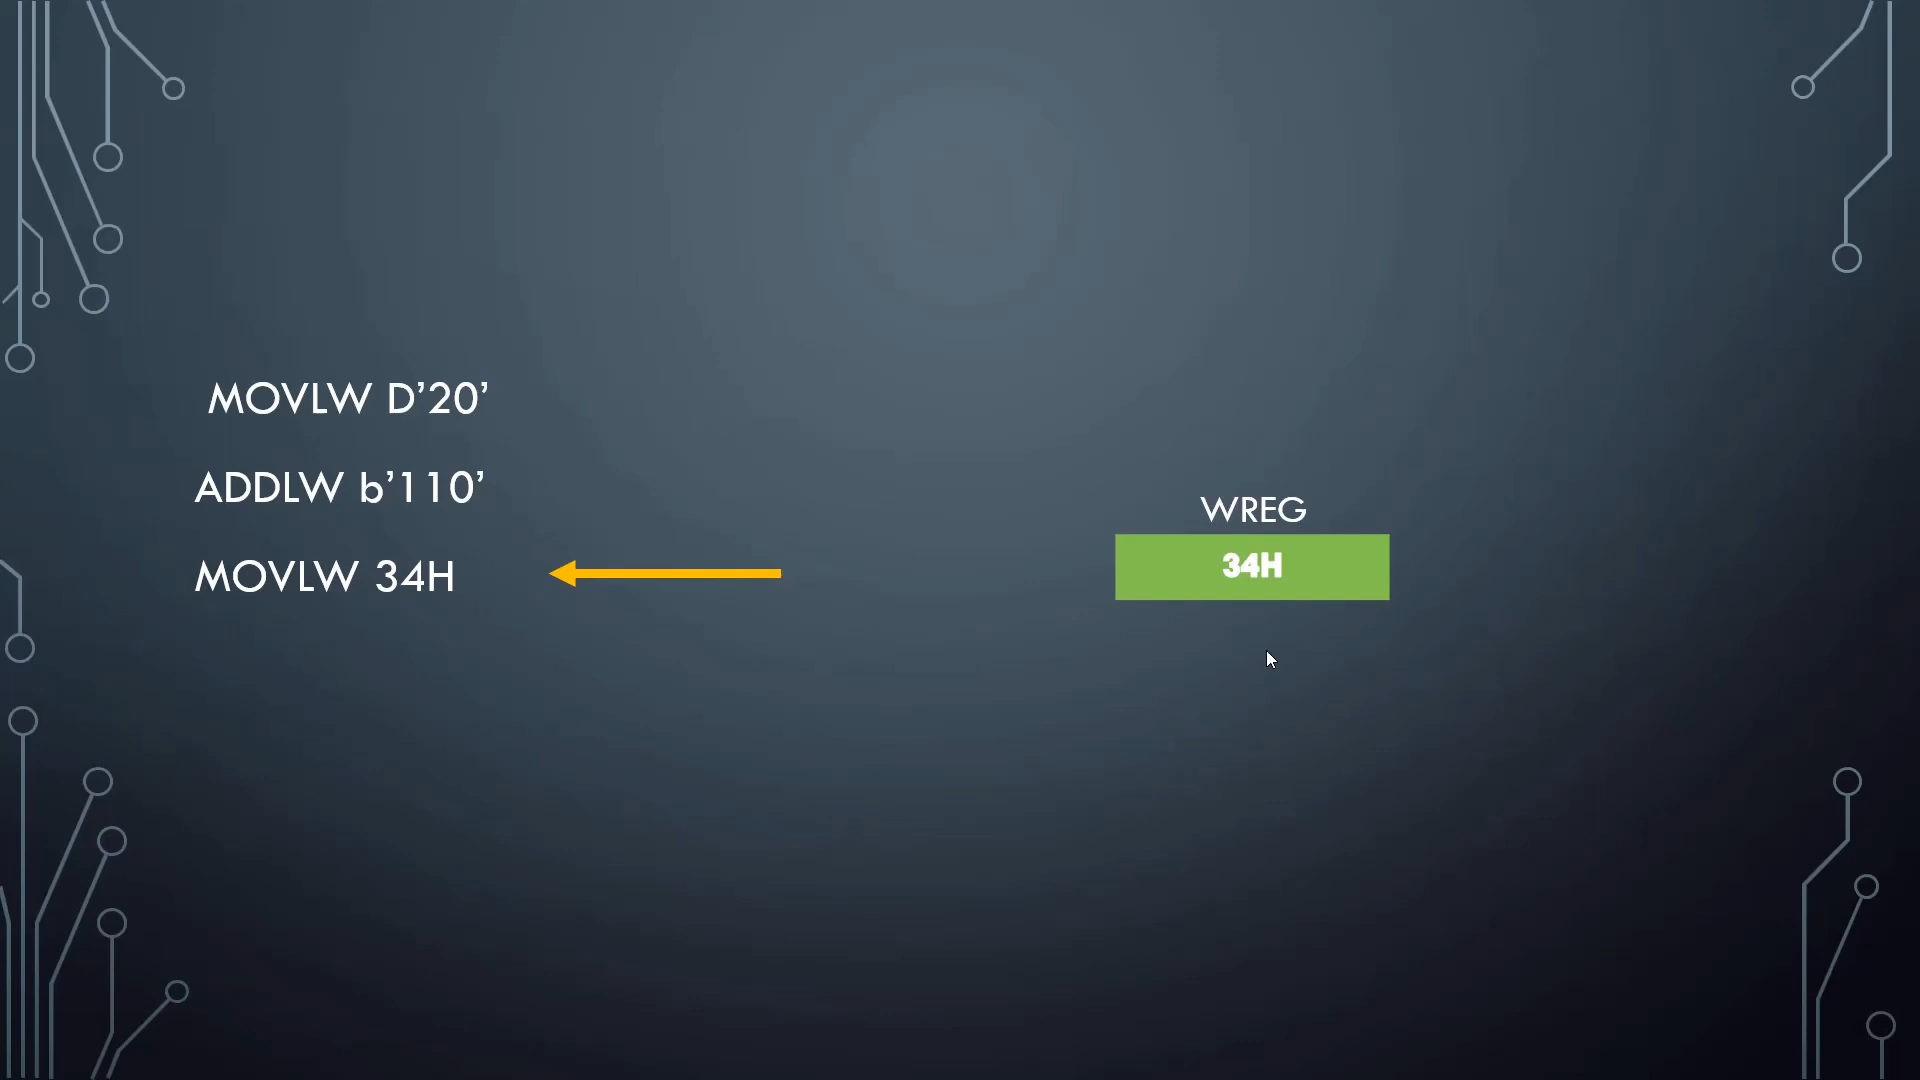 MOVLW D’20’
ADDLW b’110’
MOVLW 34H
WREG
34H